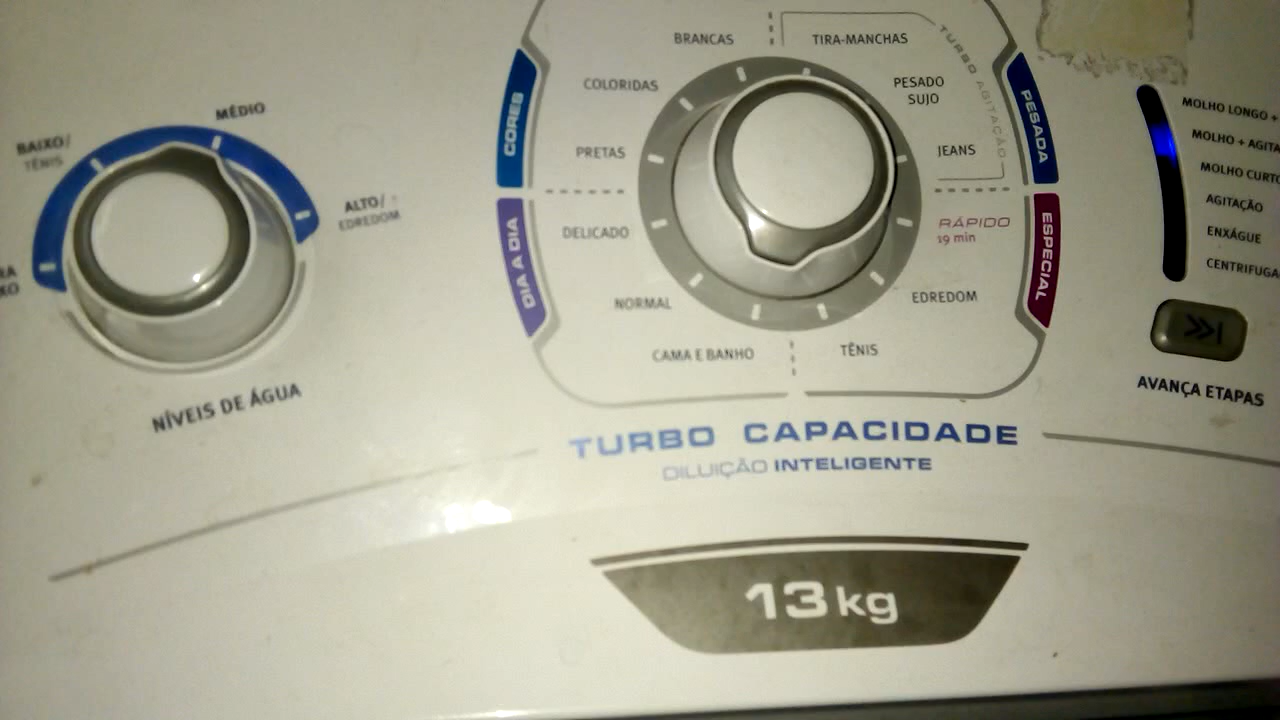 MÉDIO
BAIXO/
TÊNIS
ALTO/
EDREDOM
NÍVEIS DE ÁGUA
BRANCAS
COLORIDAS
PRETAS
CORES
DELICADO
NORMAL
CAMA E BANHO
DIA A DIA
TIRA-MANCHAS
PESADO
SUJO
JEANS
TURBO AGITAÇÃO
PESADA
RÁPIDO
19 min
EDREDOM
TÊNIS
ESPECIAL
TURBO CAPACIDADE
DILUIÇÃO INTELIGENTE
13kg
MOLHO LONGO +
MOLHO + AGITA
MOLHO CURTO
AGITAÇÃO
ENXÁGUE
CENTRIFUGA
AVANÇA ETAPAS